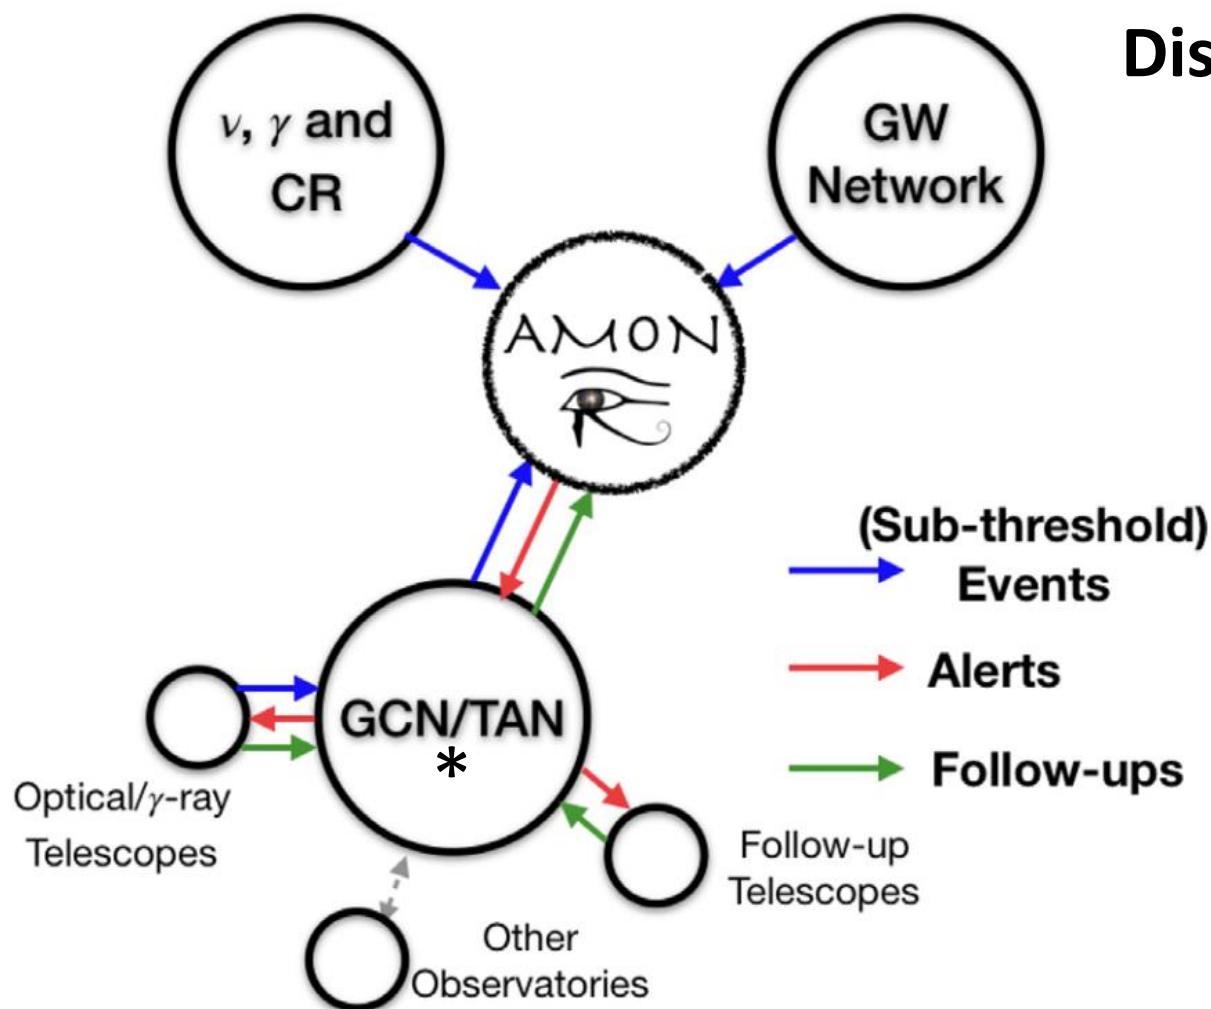 Dis
ν, γ and
CR
GW
Network
AMON
(Sub-threshold)
Events
Alerts
Follow-ups
GCN/TAN
*
Optical/γ-ray
Telescopes
Follow-up
Telescopes
Other
Observatories